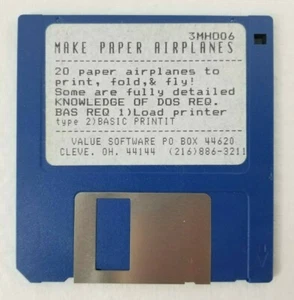 3MH006
MAKE PAPER AIRPLANES
20 paper airplanes to
print, fold,& fly!
Some are fully detailed
KNOWLEDGE OF DOS REQ.
BAS REQ 1)Load printer
type 2)BASIC PRINTIT
VALUE SOFTWARE PO BOX 44620
CLEVE. OH. 44144 (216)886-3211